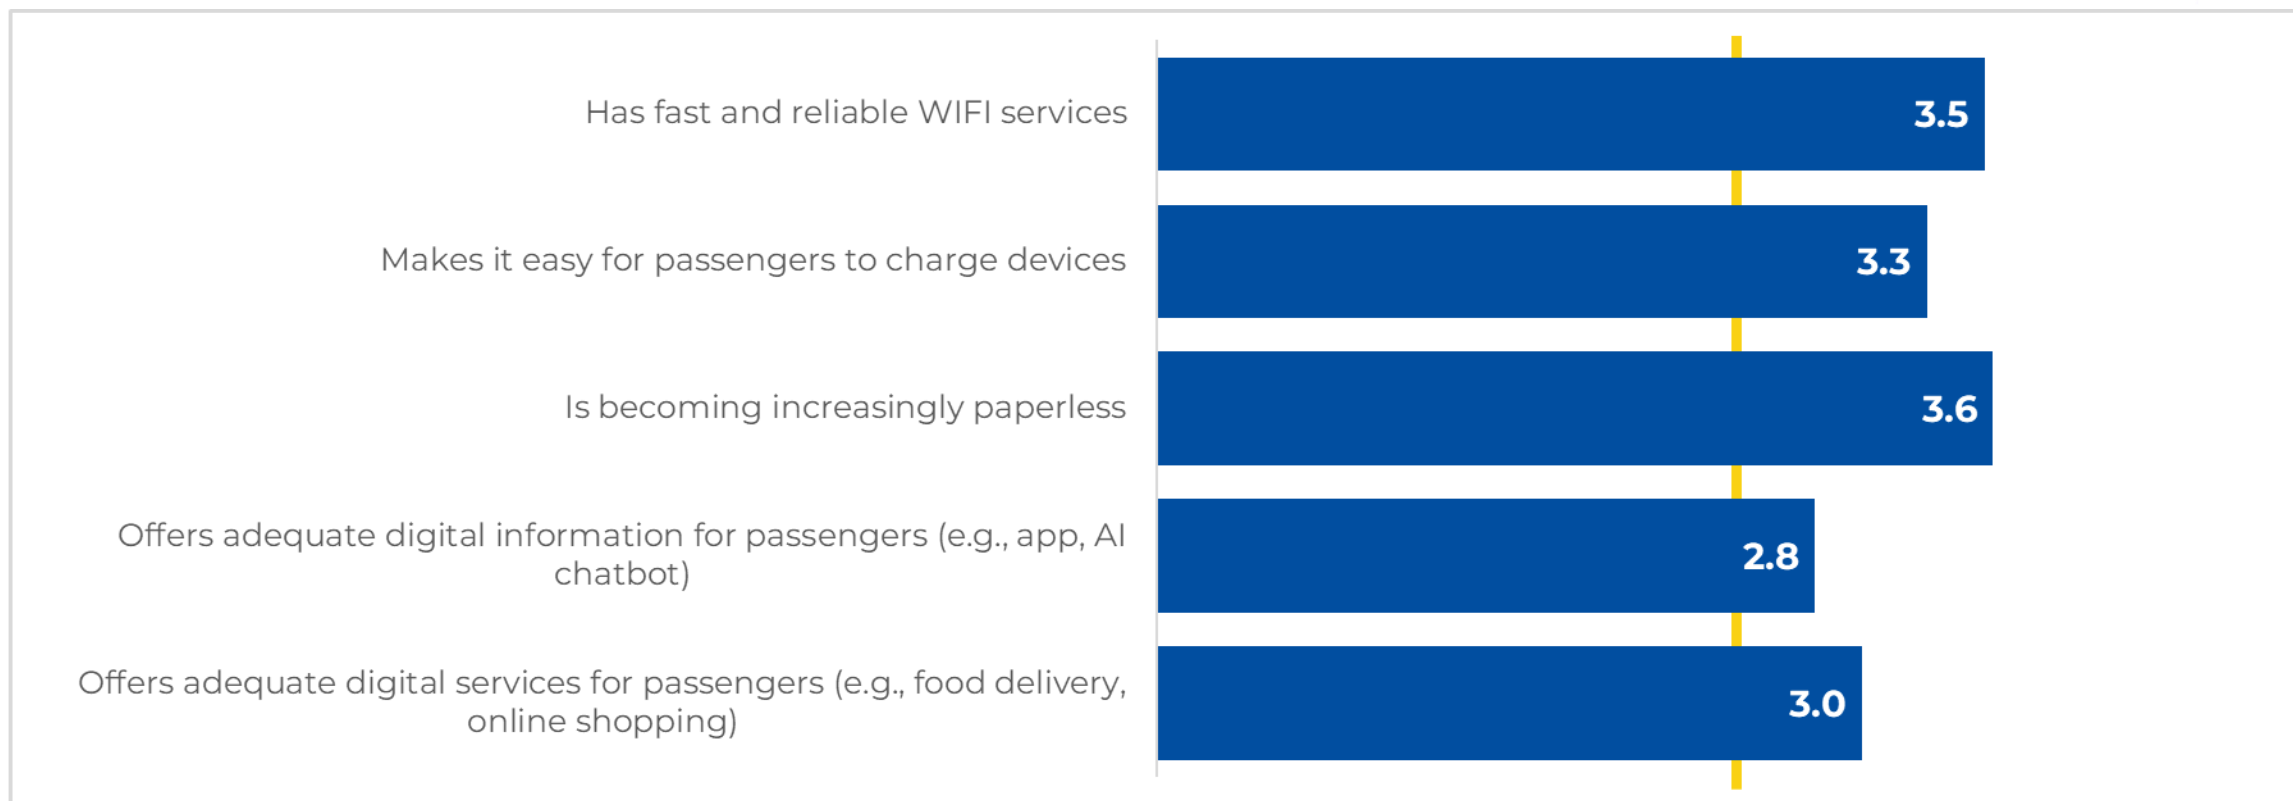 Has fast and reliable WIFI services
3.5
Makes it easy for passengers to charge devices
3.3
Is becoming increasingly paperless
3.6
Offers adequate digital information for passengers (e.g., app, AI
chatbot)
2.8
Offers adequate digital services for passengers (e.g., food delivery,
online shopping)
3.0